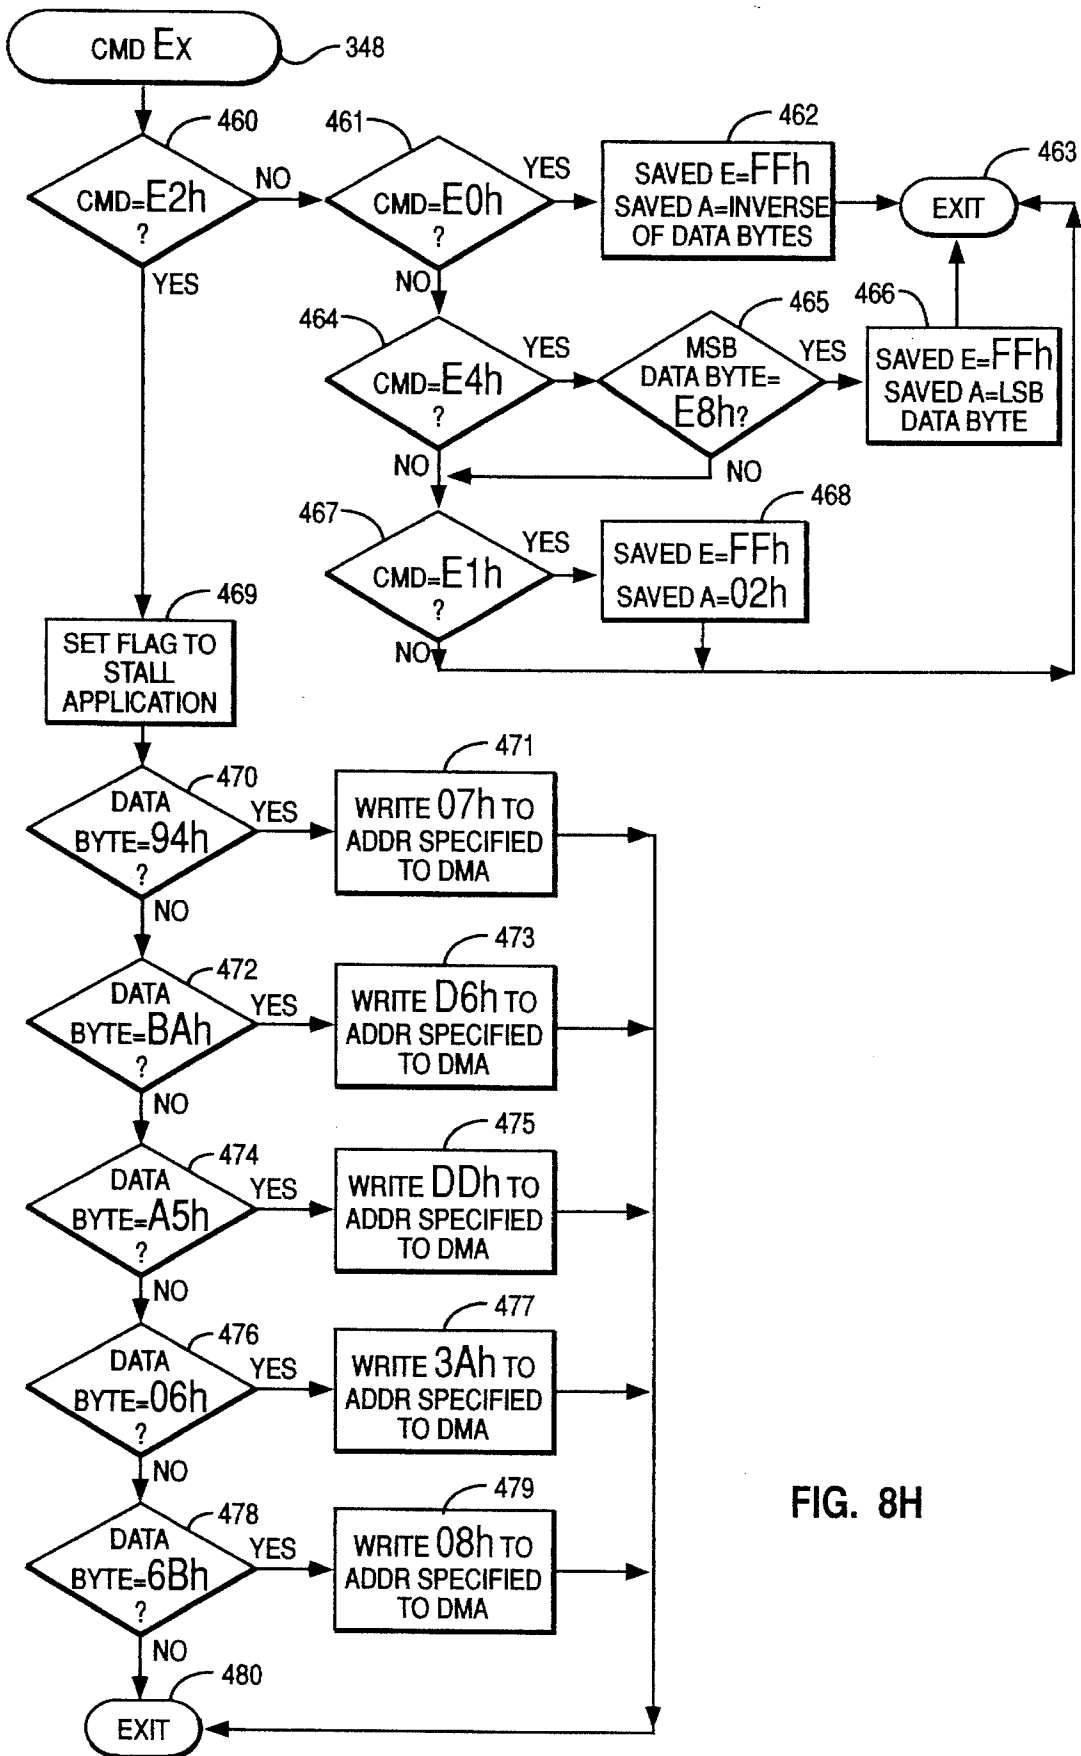 CMD Ex
348
460
CMD=E2h
?
NO
YES
461
CMD=E0h
?
YES
NO
462
SAVED E=FFh
SAVED A=INVERSE
OF DATA BYTES
463
EXIT
464
CMD=E4h
?
YES
NO
465
MSB
DATA BYTE=
E8h?
YES
NO
466
SAVED E=FFh
SAVED A=LSB
DATA BYTE
467
CMD=E1h
?
YES
NO
468
SAVED E=FFh
SAVED A=02h
469
SET FLAG TO
STALL
APPLICATION
470
DATA
BYTE=94h
?
YES
NO
471
WRITE 07h TO
ADDR SPECIFIED
TO DMA
472
DATA
BYTE=BAh
?
YES
NO
473
WRITE D6h TO
ADDR SPECIFIED
TO DMA
474
DATA
BYTE=A5h
?
YES
NO
475
WRITE DDh TO
ADDR SPECIFIED
TO DMA
476
DATA
BYTE=06h
?
YES
NO
477
WRITE 3Ah TO
ADDR SPECIFIED
TO DMA
478
DATA
BYTE=6Bh
?
YES
NO
479
WRITE 08h TO
ADDR SPECIFIED
TO DMA
480
EXIT
FIG. 8H